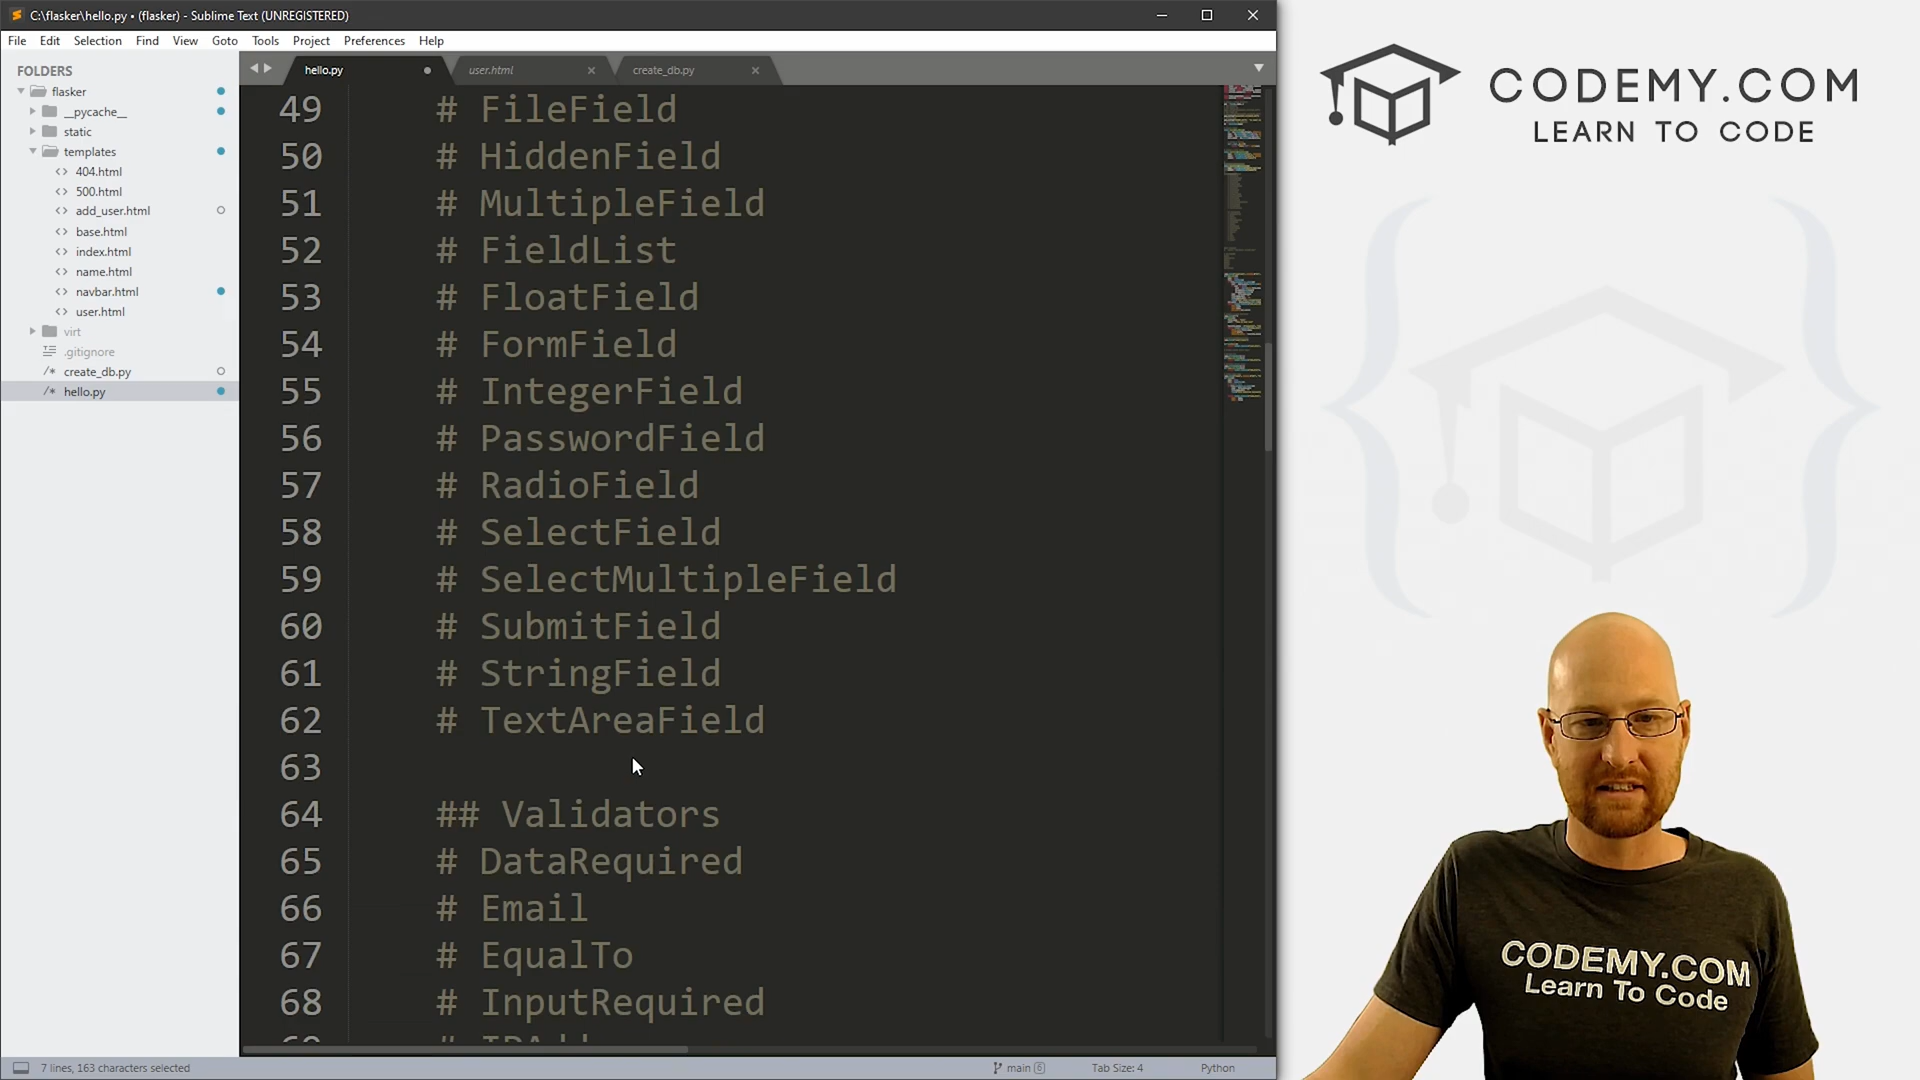 C:\flasker\hello.py • (flasker) - Sublime Text (UNREGISTERED)
File Edit Selection Find View Goto Tools Project Preferences Help
FOLDERS
flasker
__pycache__
static
templates
404.html
500.html
add_user.html
base.html
index.html
name.html
navbar.html
user.html
virt
.gitignore
create_db.py
hello.py
hello.py user.html create_db.py
49 # FileField
50 # HiddenField
51 # MultipleField
52 # FieldList
53 # FloatField
54 # FormField
55 # IntegerField
56 # PasswordField
57 # RadioField
58 # SelectField
59 # SelectMultipleField
60 # SubmitField
61 # StringField
62 # TextAreaField
63
64 ## Validators
65 # DataRequired
66 # Email
67 # EqualTo
68 # InputRequired
7 lines, 163 characters selected
main 6 Tab Size: 4 Python
CODEMY.COM
LEARN TO CODE
CODEMY.COM
Learn To Code